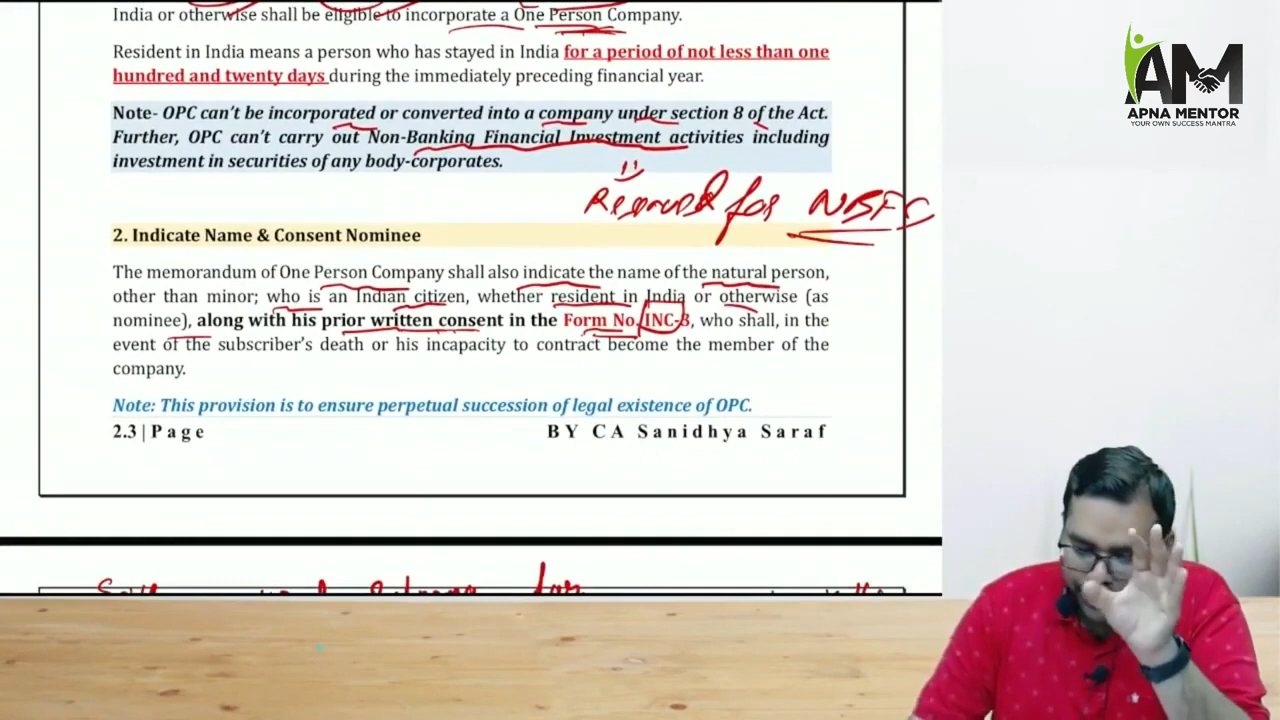 India or otherwise shall be eligible to incorporate a One Person Company.
Resident in India means a person who has stayed in India for a period of not less than one
hundred and twenty days during the immediately preceding financial year.
Note- OPC can't be incorporated or converted into a company under section 8 of the Act.
Further, OPC can't carry out Non-Banking Financial Investment activities including
investment in securities of any body-corporates.
Reserved for NBFC
2. Indicate Name & Consent Nominee
The memorandum of One Person Company shall also indicate the name of the natural person,
other than minor; who is an Indian citizen, whether resident in India or otherwise (as
nominee), along with his prior written consent in the Form No. INC-3, who shall, in the
event of the subscriber's death or his incapacity to contract become the member of the
company.
Note: This provision is to ensure perpetual succession of legal existence of OPC.
2.3 | Page BY CA Sanidhya Saraf
AM
APNA MENTOR
YOUR OWN SUCCESS MANTRA